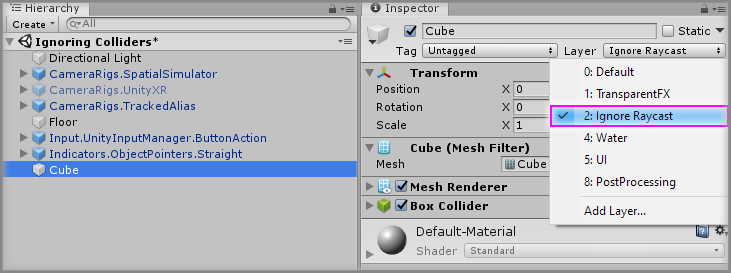 Hierarchy
Create All
Ignoring Colliders*
Directional Light
CameraRigs.SpatialSimulator
CameraRigs.UnityXR
CameraRigs.TrackedAlias
Floor
Input.UnityInputManager.ButtonAction
Indicators.ObjectPointers.Straight
Cube
Inspector
Cube Static
Tag Untagged Layer Ignore Raycast
Transform
Position X 0
Rotation X 0
Scale X 1
Cube (Mesh Filter)
Mesh Cube
Mesh Renderer
Box Collider
Default-Material
Shader Standard
0: Default
1: TransparentFX
2: Ignore Raycast
4: Water
5: UI
8: PostProcessing
Add Layer...